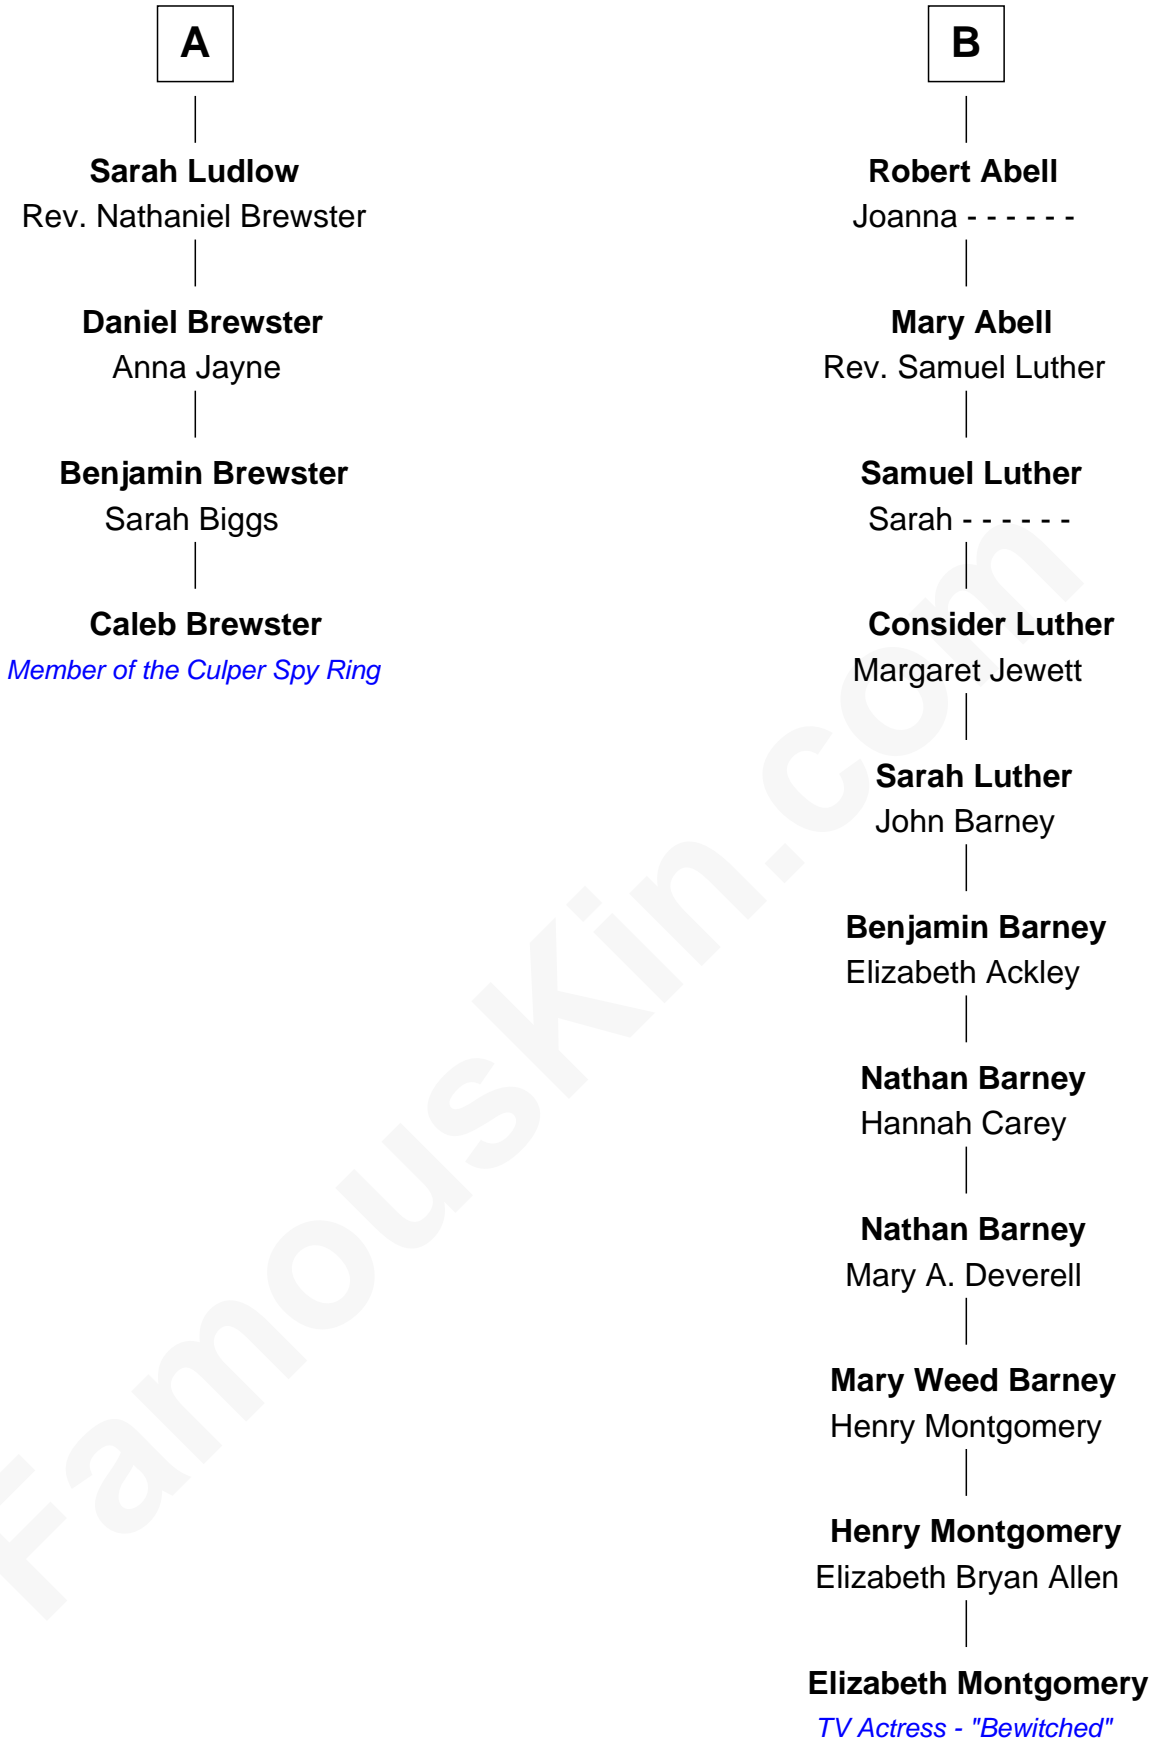 A
Sarah Ludlow
Rev. Nathaniel Brewster
Daniel Brewster
Anna Jayne
Benjamin Brewster
Sarah Biggs
Caleb Brewster
Member of the Culper Spy Ring
B
Robert Abell
Joanna - - - - - -
Mary Abell
Rev. Samuel Luther
Samuel Luther
Sarah - - - - - -
Consider Luther
Margaret Jewett
Sarah Luther
John Barney
Benjamin Barney
Elizabeth Ackley
Nathan Barney
Hannah Carey
Nathan Barney
Mary A. Deverell
Mary Weed Barney
Henry Montgomery
Henry Montgomery
Elizabeth Bryan Allen
Elizabeth Montgomery
TV Actress - "Bewitched"
FamousKin.com